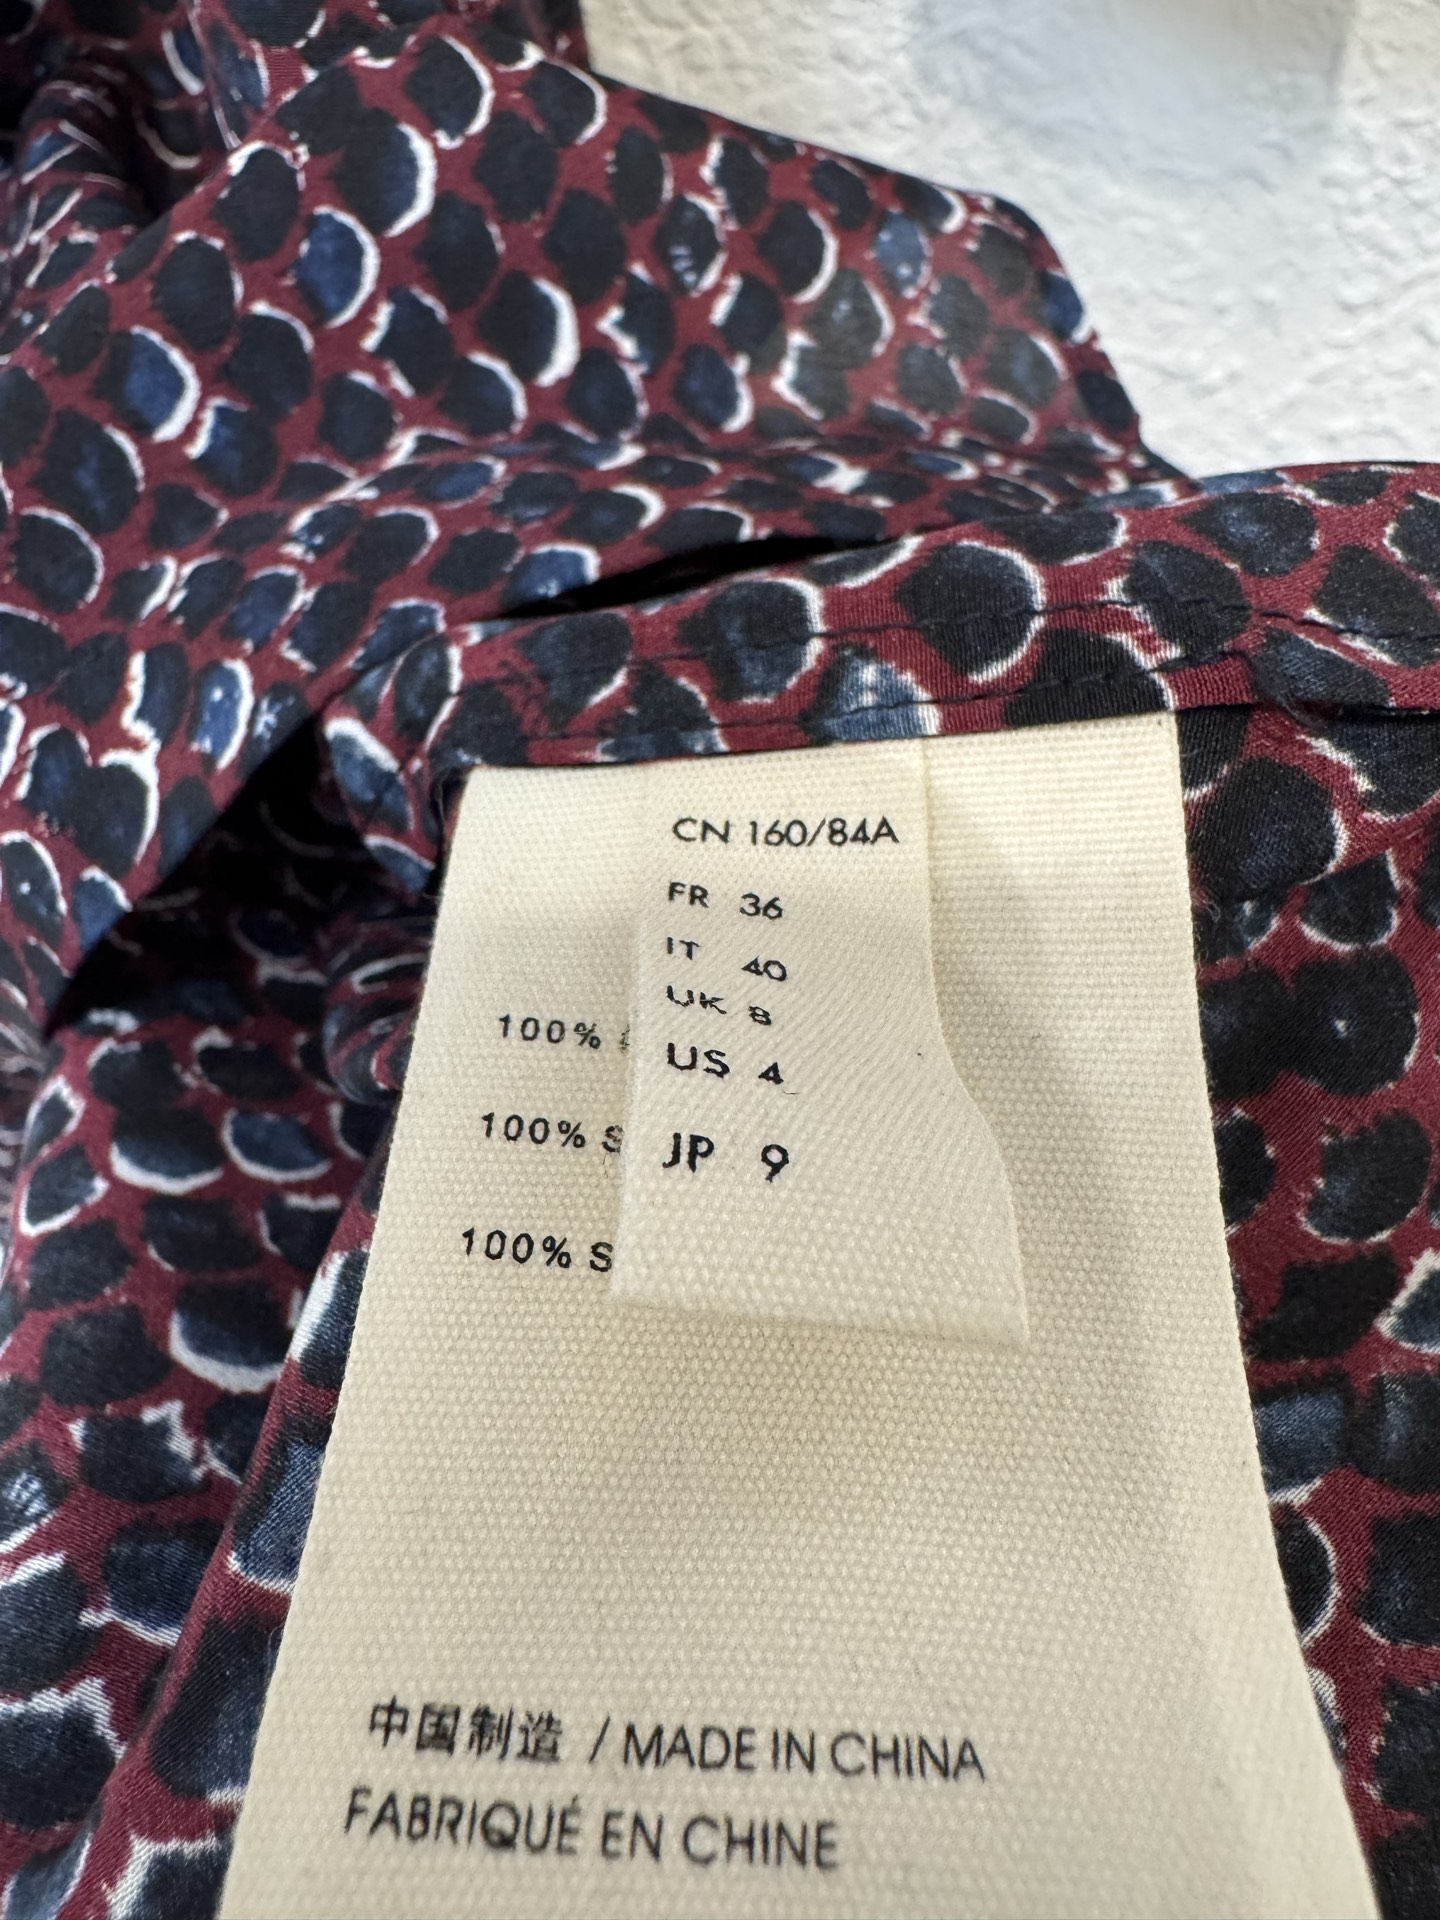 CN 160/84A
FR 36
IT 40
UK 8
US 4
JP 9
100%
100% S
100% S
中国制造 / MADE IN CHINA
FABRIQUÉ EN CHINE